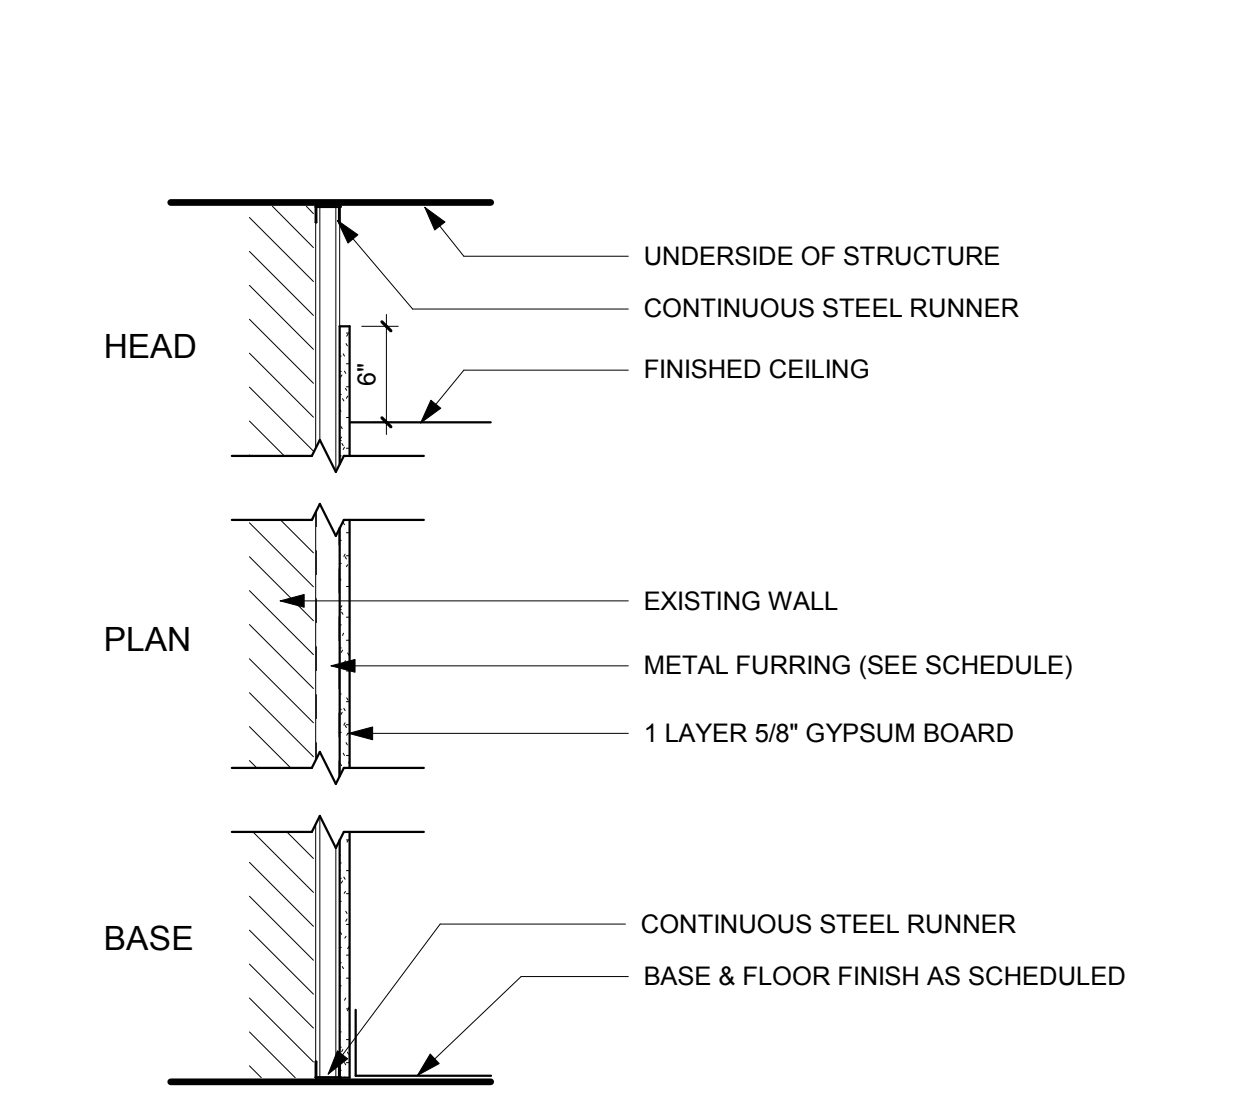 UNDERSIDE OF STRUCTURE
CONTINUOUS STEEL RUNNER
HEAD
6"
FINISHED CEILING
EXISTING WALL
PLAN
METAL FURRING (SEE SCHEDULE)
1 LAYER 5/8" GYPSUM BOARD
BASE
CONTINUOUS STEEL RUNNER
BASE & FLOOR FINISH AS SCHEDULED